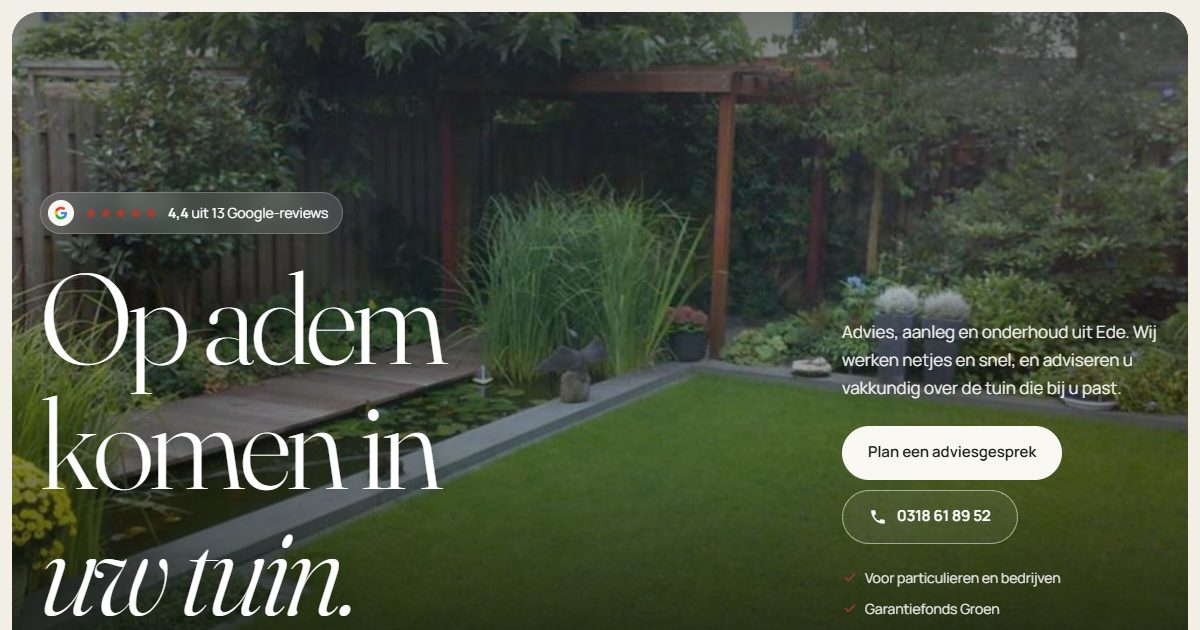 4,4 uit 13 Google-reviews
Op adem
komen in
uw tuin.
Advies, aanleg en onderhoud uit Ede. Wij
werken netjes en snel, en adviseren u
vakkundig over de tuin die bij u past.
Plan een adviesgesprek
0318 61 89 52
Voor particulieren en bedrijven
Garantiefonds Groen